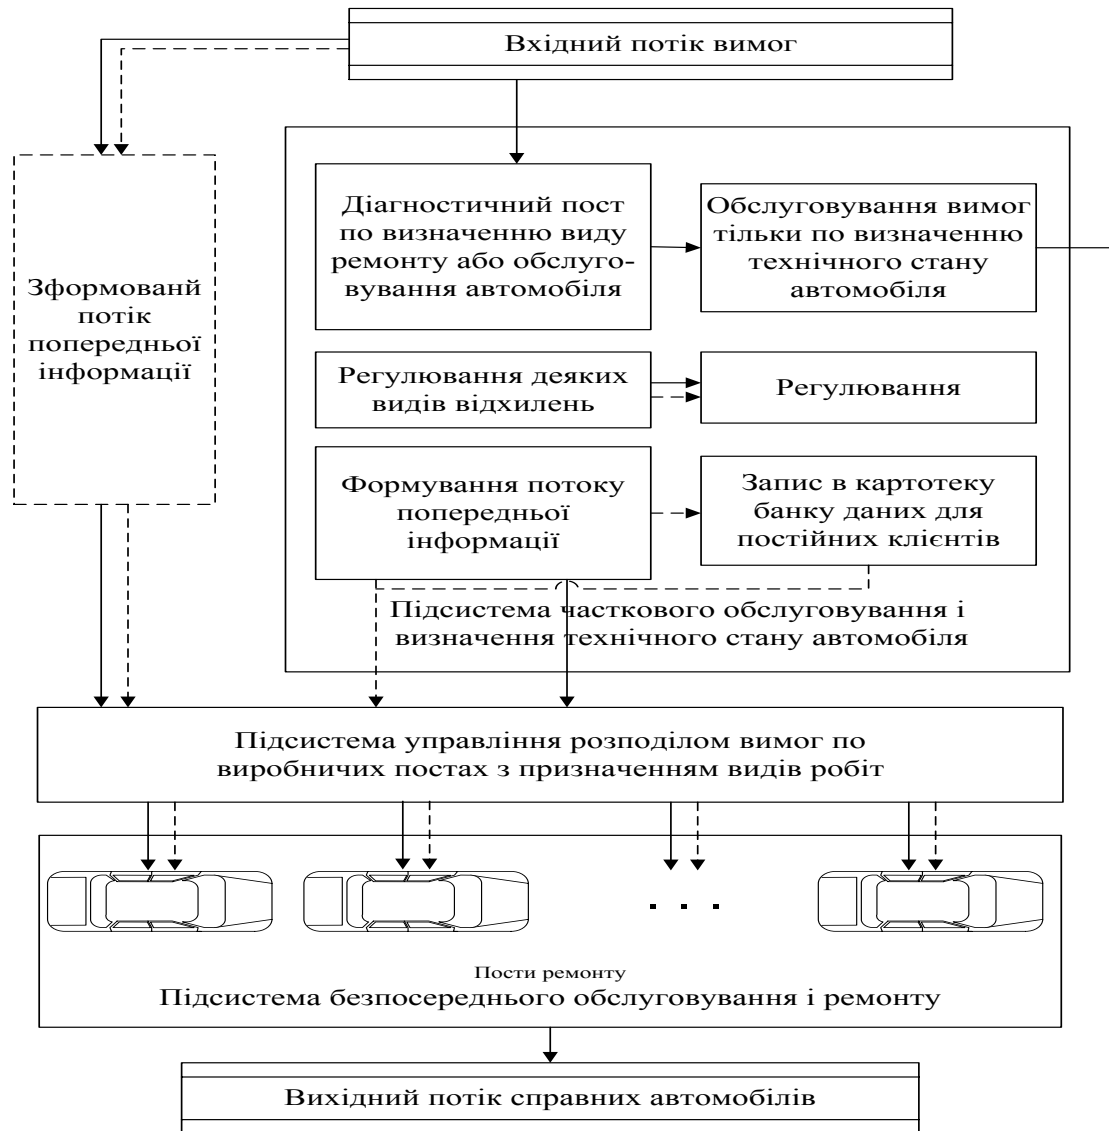 Вхідний потік вимог
Зформованй
потік
попередньої
інформації
Діагностичний пост
по визначенню виду
ремонту або обслуго-
вування автомобіля
Обслуговування вимог
тільки по визначенню
технічного стану
автомобіля
Регулювання деяких
видів відхилень
Регулювання
Формування потоку
попередньої
інформації
Запис в картотеку
банку даних для
постійних клієнтів
Підсистема часткового обслуговування і
визначення технічного стану автомобіля
Підсистема управління розподілом вимог по
виробничих постах з призначенням видів робіт
. . .
Пости ремонту
Підсистема безпосереднього обслуговування і ремонту
Вихідний потік справних автомобілів